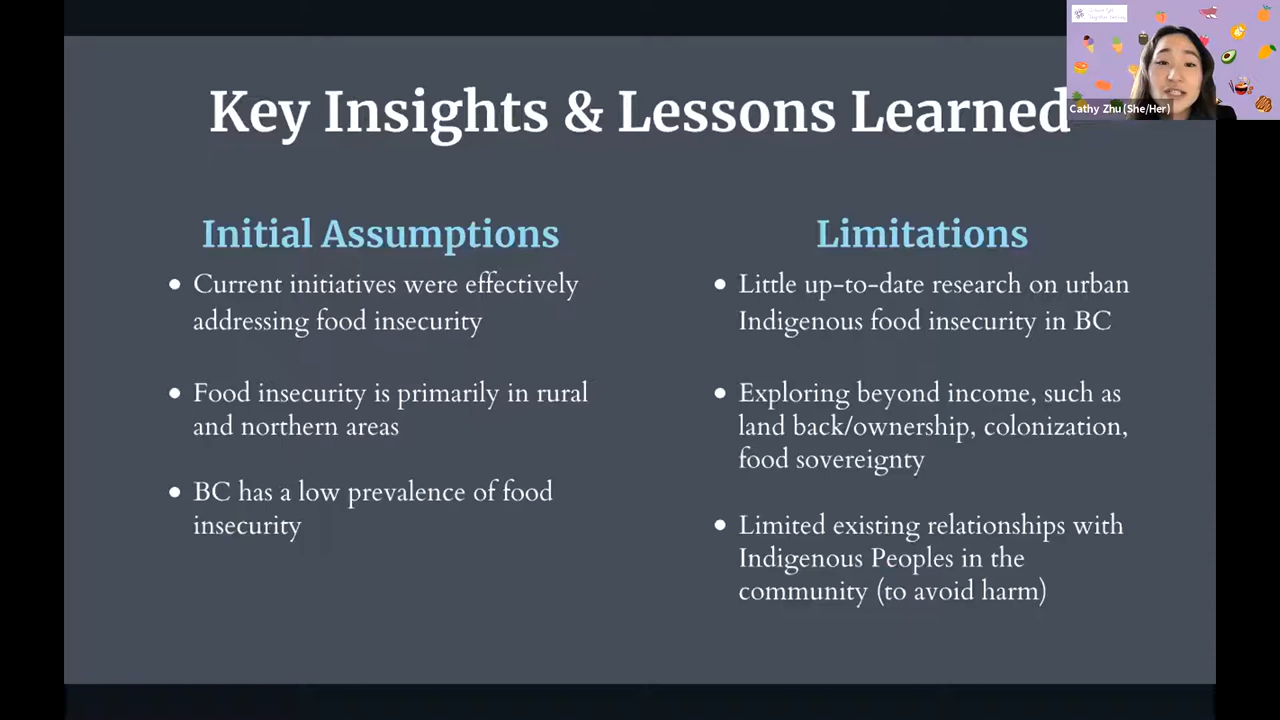 Key Insights & Lessons Learned
Cathy Zhu (She/Her)
Initial Assumptions
Current initiatives were effectively
addressing food insecurity
Food insecurity is primarily in rural
and northern areas
BC has a low prevalence of food
insecurity
Limitations
Little up-to-date research on urban
Indigenous food insecurity in BC
Exploring beyond income, such as
land back/ownership, colonization,
food sovereignty
Limited existing relationships with
Indigenous Peoples in the
community (to avoid harm)